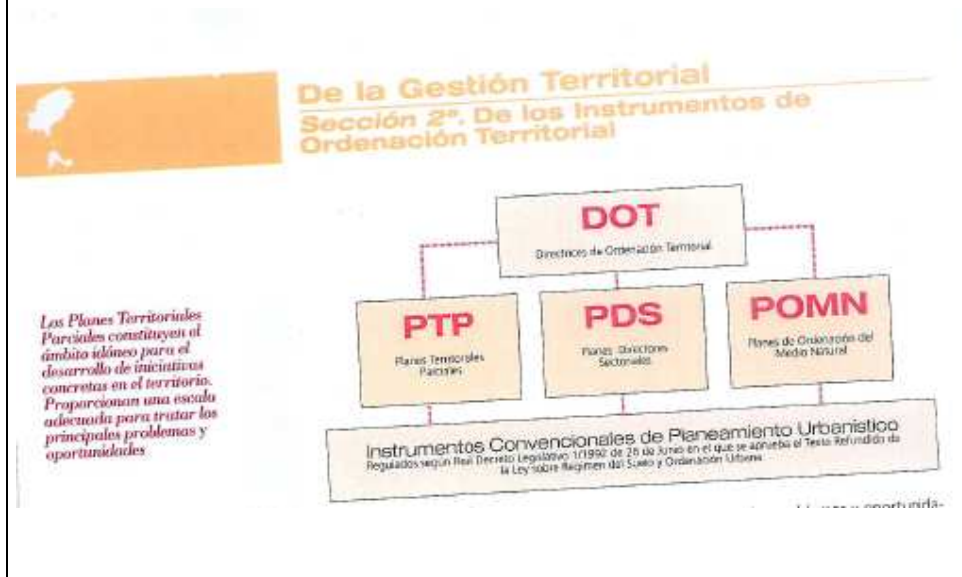 De la Gestión Territorial
Sección 2ª. De los Instrumentos de
Ordenación Territorial
DOT
Directrices de Ordenación Territorial
PTP
Planes Territoriales
Parciales
PDS
Planes Directores
Sectoriales
POMN
Planes de Ordenación del
Medio Natural
Los Planes Territoriales
Parciales constituyen el
ámbito idóneo para el
desarrollo de iniciativas
concretas en el territorio.
Proporcionan una escala
adecuada para tratar los
principales problemas y
oportunidades
Instrumentos Convencionales de Planeamiento Urbanístico
Regulados según Real Decreto Legislativo 1/1992 de 26 de Junio en el que se aprueba el Texto Refundido de
la Ley sobre Régimen del Suelo y Ordenación Urbana
y oportunida-